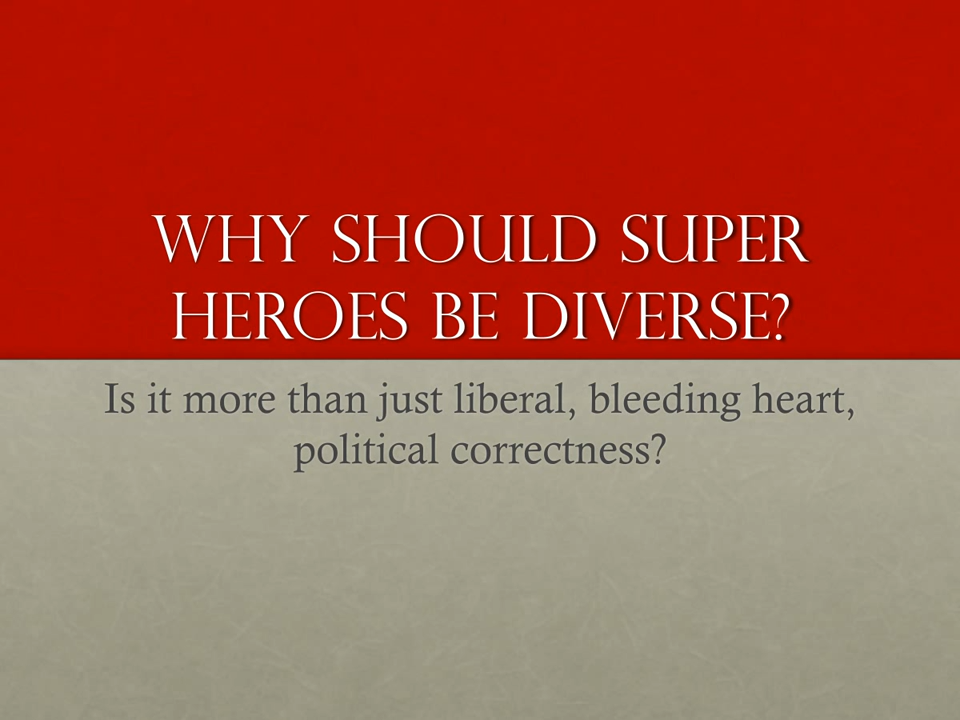 WHY SHOULD SUPER
HEROES BE DIVERSE?
Is it more than just liberal, bleeding heart,
political correctness?